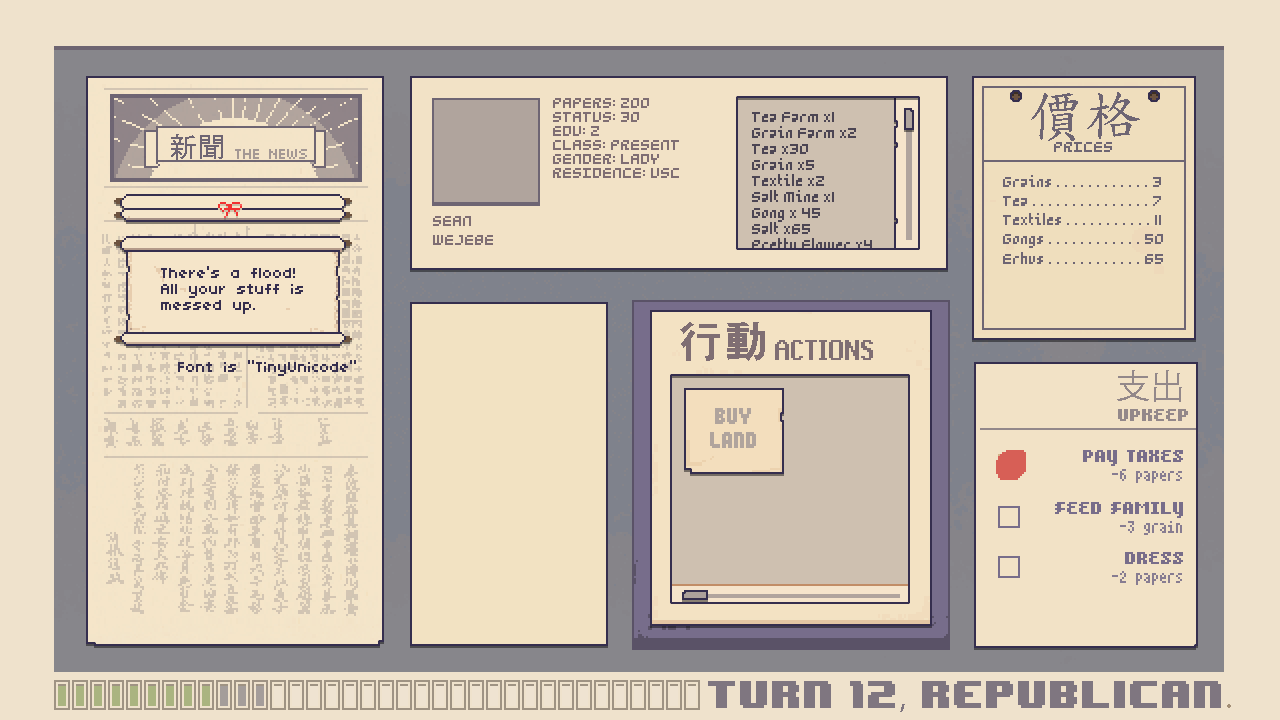 新聞 THE NEWS
There's a flood!
All your stuff is
messed up.
Font is "TinyUnicode"
PAPERS: 200
STATUS: 30
EDU: 2
CLASS: PRESENT
GENDER: LADY
RESIDENCE: USC
SEAN
WEJEBE
Tea Farm x1
Grain Farm x2
Tea x30
Grain x5
Textile x2
Salt Mine x1
Gong x 45
Salt x65
Pretty Flower x4
行動 ACTIONS
BUY
LAND
價格
PRICES
Grains...........3
Tea..............7
Textiles.........11
Gongs...........50
Erhus...........65
支出
UPKEEP
PAY TAXES
-6 papers
FEED FAMILY
-3 grain
DRESS
-2 papers
TURN 12, REPUBLICAN.